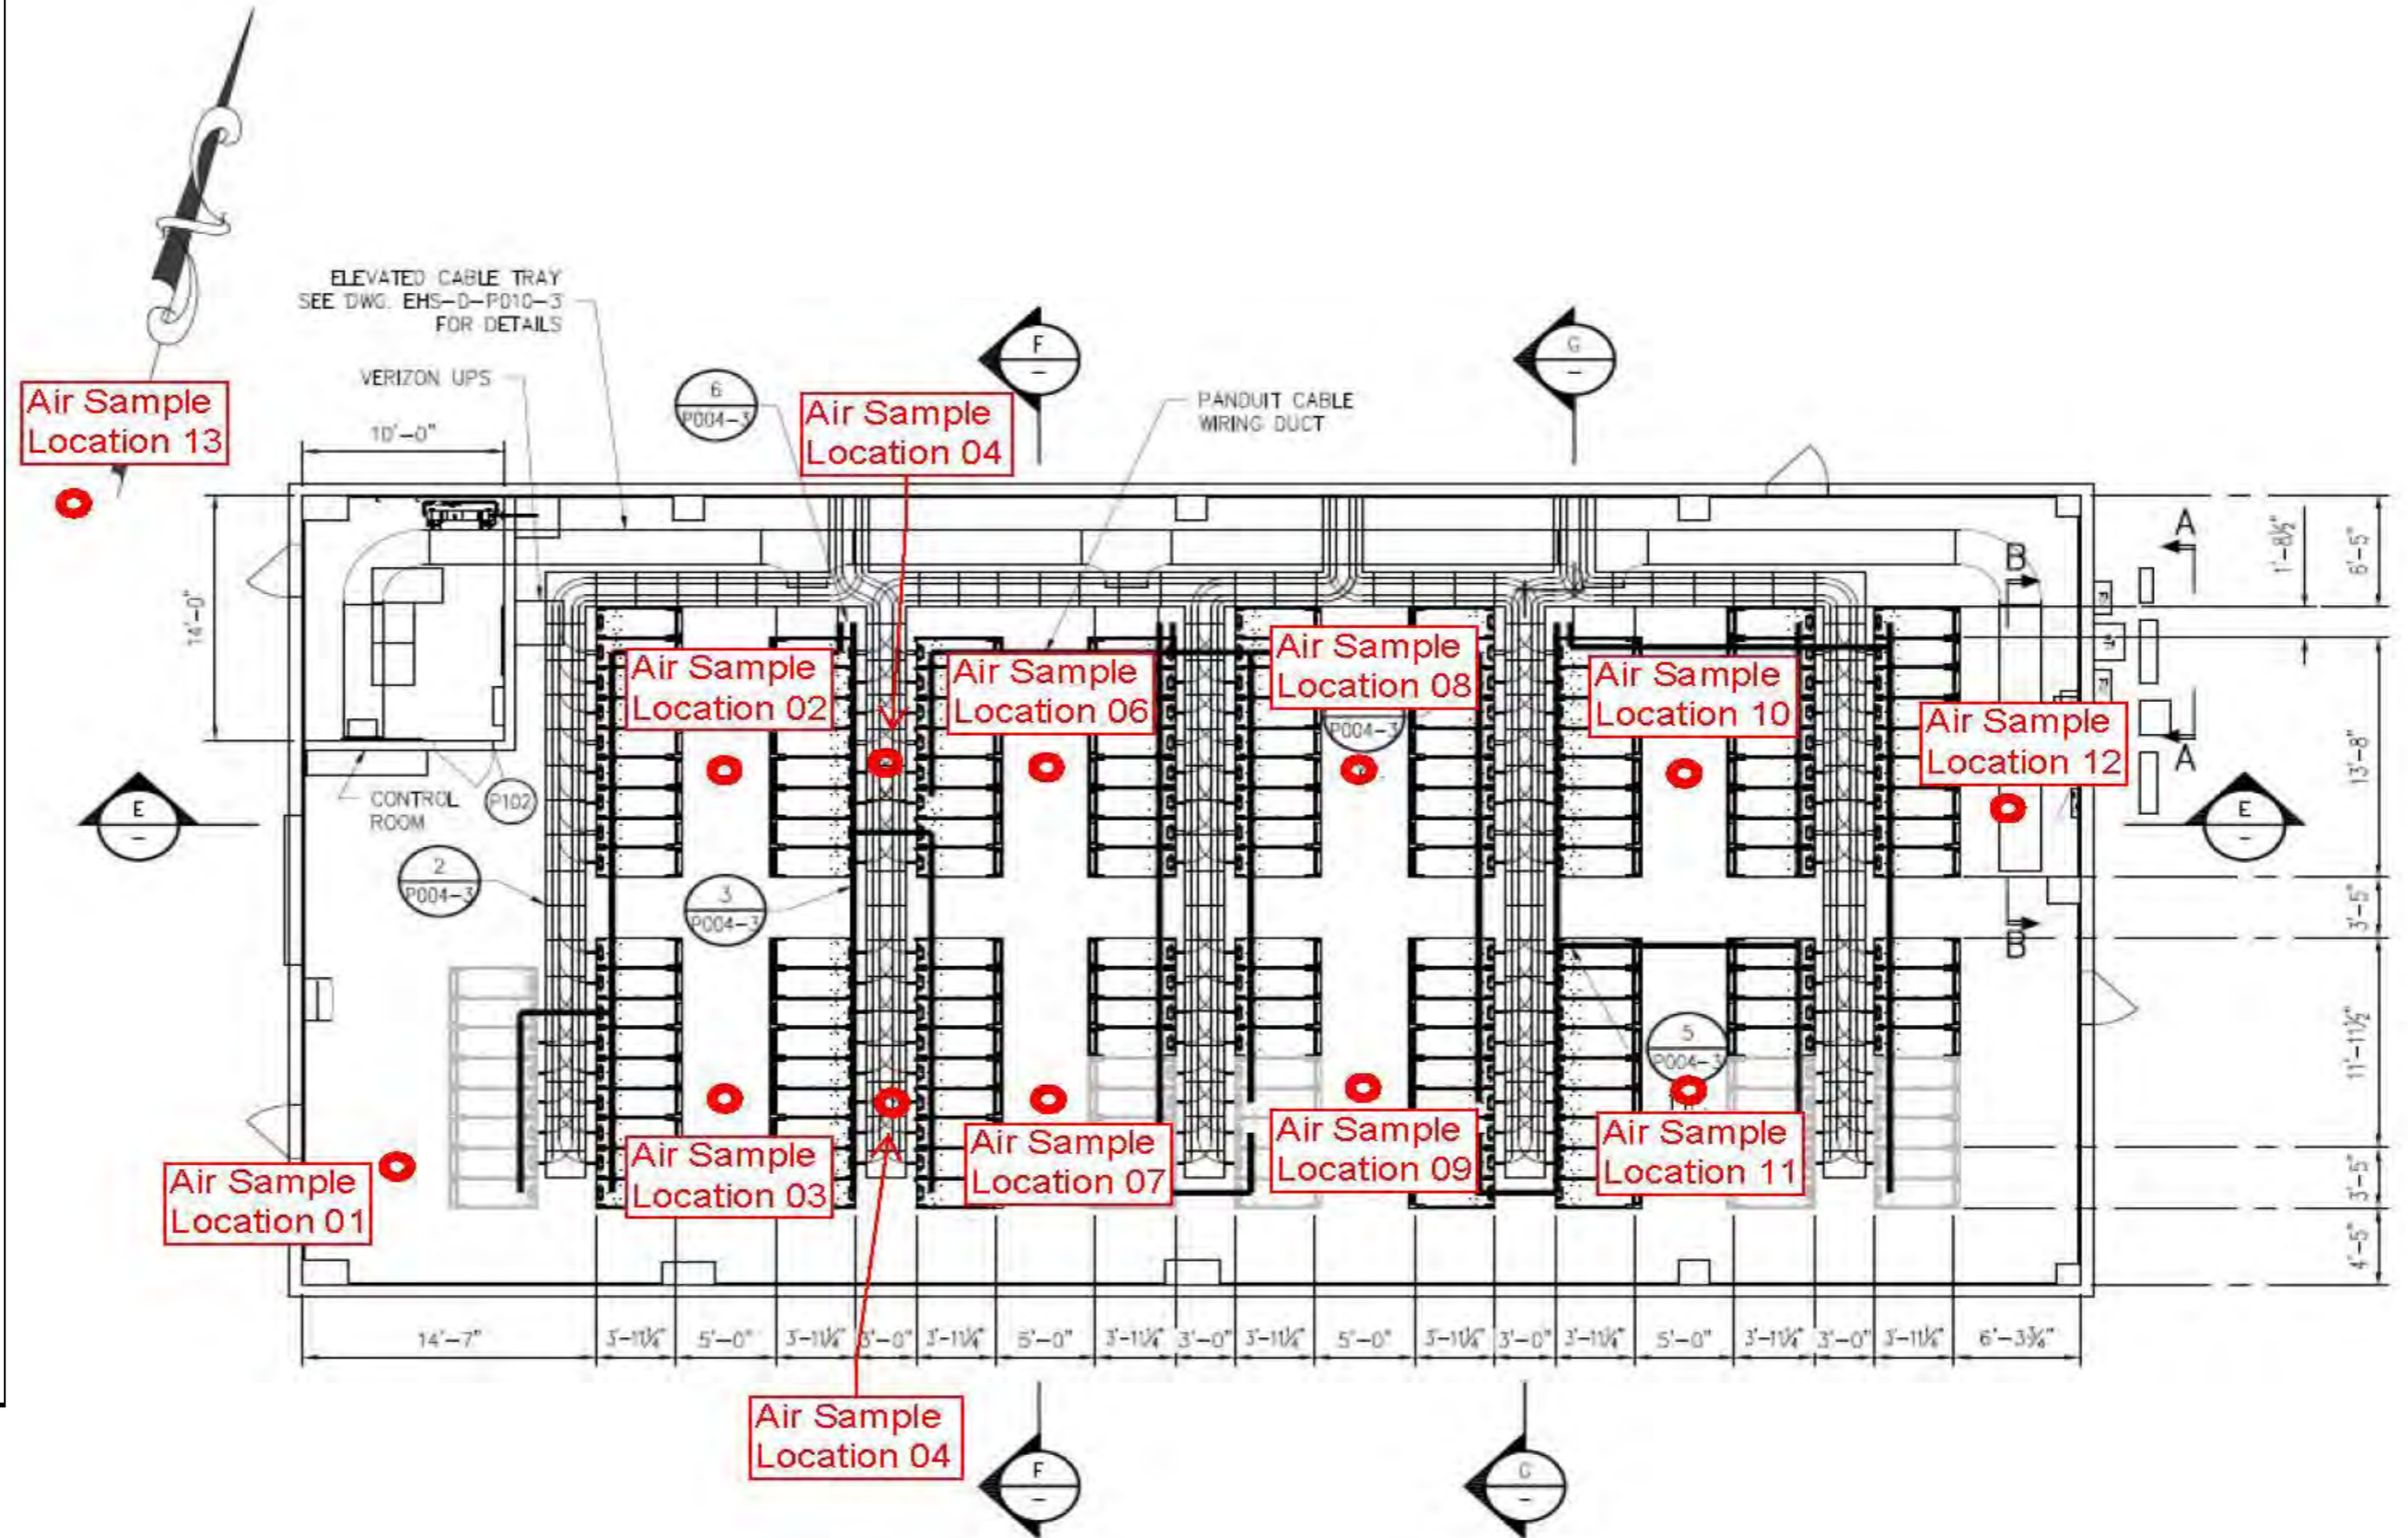 ELEVATED CABLE TRAY
SEE DWG. EHS-D-P010-3
FOR DETAILS
VERIZON UPS
F
–
G
–
6
P004-3
PANDUIT CABLE
WIRING DUCT
Air Sample
Location 13
10'-0"
Air Sample
Location 04
14'-0"
A
B
1'-8½"
6'-5"
Air Sample
Location 02
Air Sample
Location 06
Air Sample
Location 08
P004-3
Air Sample
Location 10
Air Sample
Location 12
A
13'-8"
E
–
CONTROL
ROOM
P102
E
–
2
P004-3
3
P004-3
3'-5"
B
5
P004-3
11'-11½"
Air Sample
Location 01
Air Sample
Location 03
Air Sample
Location 07
Air Sample
Location 09
Air Sample
Location 11
3'-5"
4'-5"
14'-7" 3'-11¼" 5'-0" 3'-11¼" 3'-0" 3'-11¼" 5'-0" 3'-11¼" 3'-0" 3'-11¼" 5'-0" 3'-11¼" 3'-0" 3'-11¼" 5'-0" 3'-11¼" 3'-0" 3'-11¼" 6'-3¾"
Air Sample
Location 04
F
–
G
–